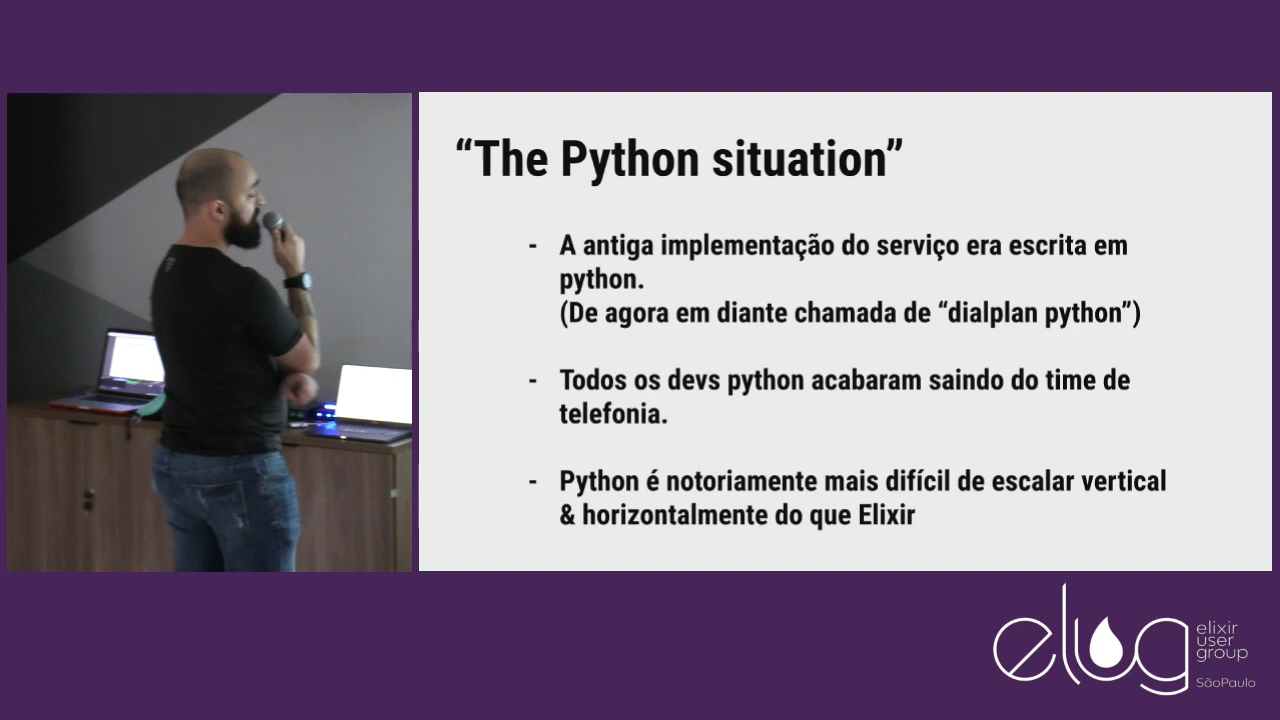 “The Python situation”
- A antiga implementação do serviço era escrita em
python.
(De agora em diante chamada de “dialplan python”)
- Todos os devs python acabaram saindo do time de
telefonia.
- Python é notoriamente mais difícil de escalar vertical
& horizontalmente do que Elixir
elug
elixir
user
group
SãoPaulo